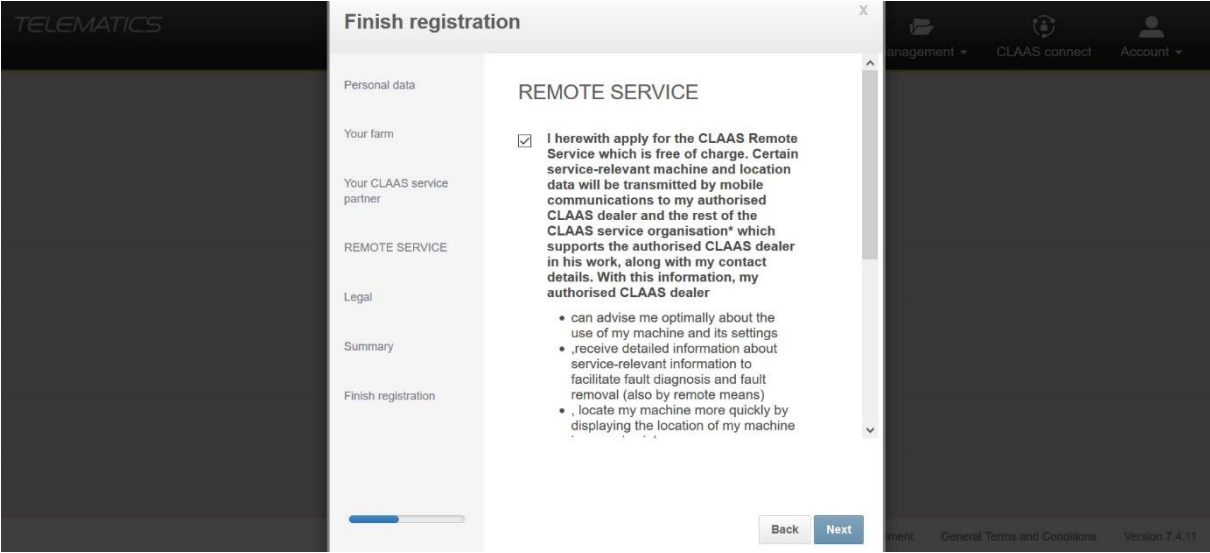 TELEMATICS
Finish registration
X
anagement
CLAAS connect
Account
Personal data
Your farm
Your CLAAS service
partner
REMOTE SERVICE
Legal
Summary
Finish registration
REMOTE SERVICE
I herewith apply for the CLAAS Remote
Service which is free of charge. Certain
service-relevant machine and location
data will be transmitted by mobile
communications to my authorised
CLAAS dealer and the rest of the
CLAAS service organisation* which
supports the authorised CLAAS dealer
in his work, along with my contact
details. With this information, my
authorised CLAAS dealer
• can advise me optimally about the
use of my machine and its settings
• ,receive detailed information about
service-relevant information to
facilitate fault diagnosis and fault
removal (also by remote means)
• , locate my machine more quickly by
displaying the location of my machine
Back
Next
ment
General Terms and Conditions
Version 7.4.11